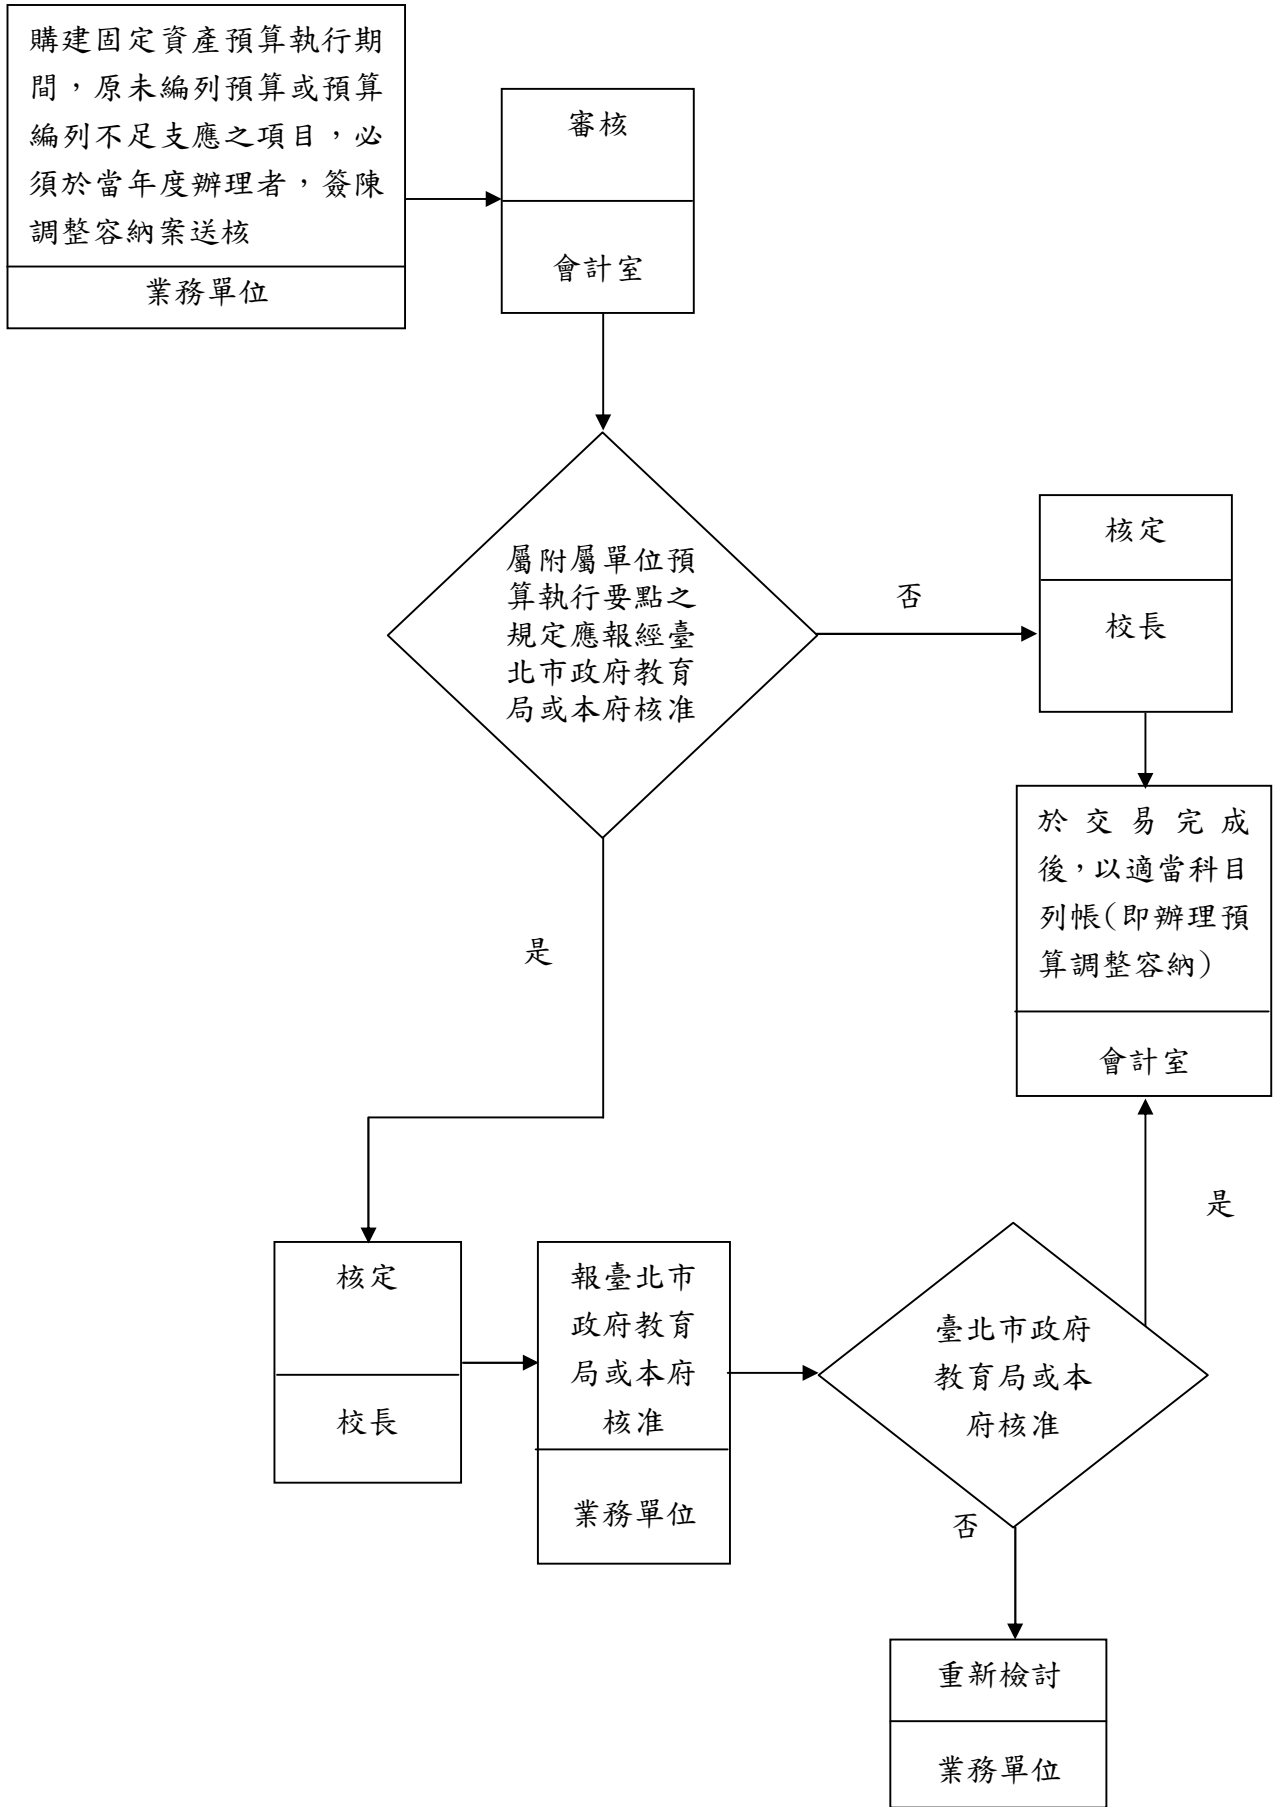 購建固定資產預算執行期
間，原未編列預算或預算
編列不足支應之項目，必
須於當年度辦理者，簽陳
調整容納案送核
業務單位
審核
會計室
屬附屬單位預
算執行要點之
規定應報經臺
北市政府教育
局或本府核准
否
核定
校長
於交易完成
後，以適當科目
列帳(即辦理預
算調整容納)
會計室
是
是
核定
校長
報臺北市
政府教育
局或本府
核准
業務單位
臺北市政府
教育局或本
府核准
否
重新檢討
業務單位